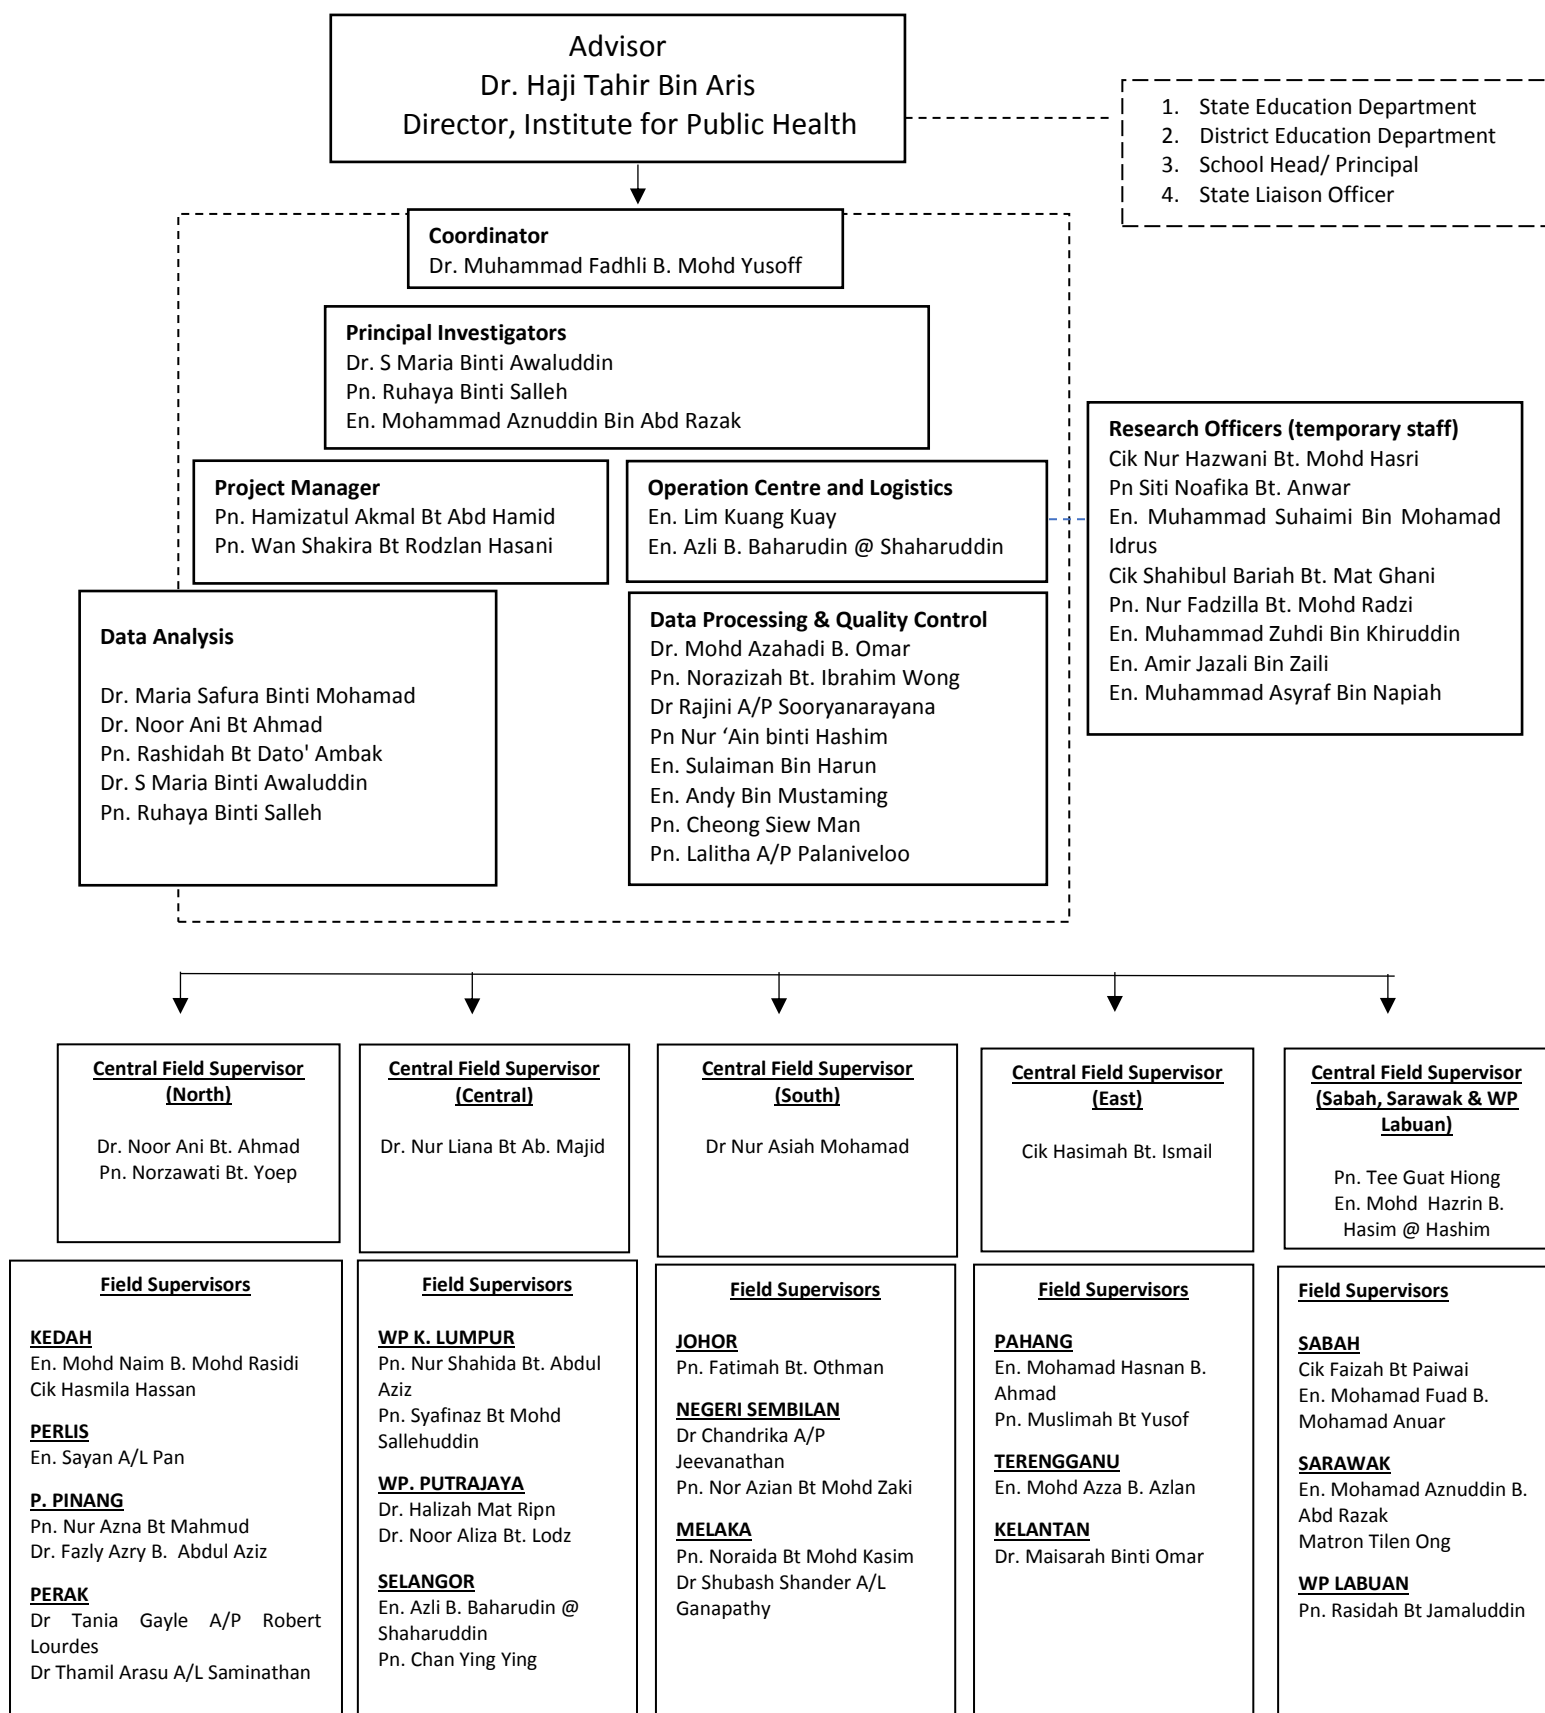 Advisor
Dr. Haji Tahir Bin Aris
Director, Institute for Public Health
1. State Education Department
2. District Education Department
3. School Head/ Principal
4. State Liaison Officer
Coordinator
Dr. Muhammad Fadhli B. Mohd Yusoff
Principal Investigators
Dr. S Maria Binti Awaluddin
Pn. Ruhaya Binti Salleh
En. Mohammad Aznuddin Bin Abd Razak
Project Manager
Pn. Hamizatul Akmal Bt Abd Hamid
Pn. Wan Shakira Bt Rodzlan Hasani
Operation Centre and Logistics
En. Lim Kuang Kuay
En. Azli B. Baharudin @ Shaharuddin
Research Officers (temporary staff)
Cik Nur Hazwani Bt. Mohd Hasri
Pn Siti Noafika Bt. Anwar
En. Muhammad Suhaimi Bin Mohamad
Idrus
Cik Shahibul Bariah Bt. Mat Ghani
Pn. Nur Fadzilla Bt. Mohd Radzi
En. Muhammad Zuhdi Bin Khiruddin
En. Amir Jazali Bin Zaili
En. Muhammad Asyraf Bin Napiah
Data Analysis
Dr. Maria Safura Binti Mohamad
Dr. Noor Ani Bt Ahmad
Pn. Rashidah Bt Dato' Ambak
Dr. S Maria Binti Awaluddin
Pn. Ruhaya Binti Salleh
Data Processing & Quality Control
Dr. Mohd Azahadi B. Omar
Pn. Norazizah Bt. Ibrahim Wong
Dr Rajini A/P Sooryanarayana
Pn Nur ‘Ain binti Hashim
En. Sulaiman Bin Harun
En. Andy Bin Mustaming
Pn. Cheong Siew Man
Pn. Lalitha A/P Palaniveloo
Central Field Supervisor
(North)
Dr. Noor Ani Bt. Ahmad
Pn. Norzawati Bt. Yoep
Central Field Supervisor
(Central)
Dr. Nur Liana Bt Ab. Majid
Central Field Supervisor
(South)
Dr Nur Asiah Mohamad
Central Field Supervisor
(East)
Cik Hasimah Bt. Ismail
Central Field Supervisor
(Sabah, Sarawak & WP
Labuan)
Pn. Tee Guat Hiong
En. Mohd Hazrin B.
Hasim @ Hashim
Field Supervisors
KEDAH
En. Mohd Naim B. Mohd Rasidi
Cik Hasmila Hassan
PERLIS
En. Sayan A/L Pan
P. PINANG
Pn. Nur Azna Bt Mahmud
Dr. Fazly Azry B. Abdul Aziz
PERAK
Dr Tania Gayle A/P Robert
Lourdes
Dr Thamil Arasu A/L Saminathan
Field Supervisors
WP K. LUMPUR
Pn. Nur Shahida Bt. Abdul
Aziz
Pn. Syafinaz Bt Mohd
Sallehuddin
WP. PUTRAJAYA
Dr. Halizah Mat Ripn
Dr. Noor Aliza Bt. Lodz
SELANGOR
En. Azli B. Baharudin @
Shaharuddin
Pn. Chan Ying Ying
Field Supervisors
JOHOR
Pn. Fatimah Bt. Othman
NEGERI SEMBILAN
Dr Chandrika A/P
Jeevanathan
Pn. Nor Azian Bt Mohd Zaki
MELAKA
Pn. Noraida Bt Mohd Kasim
Dr Shubash Shander A/L
Ganapathy
Field Supervisors
PAHANG
En. Mohamad Hasnan B.
Ahmad
Pn. Muslimah Bt Yusof
TERENGGANU
En. Mohd Azza B. Azlan
KELANTAN
Dr. Maisarah Binti Omar
Field Supervisors
SABAH
Cik Faizah Bt Paiwai
En. Mohamad Fuad B.
Mohamad Anuar
SARAWAK
En. Mohamad Aznuddin B.
Abd Razak
Matron Tilen Ong
WP LABUAN
Pn. Rasidah Bt Jamaluddin